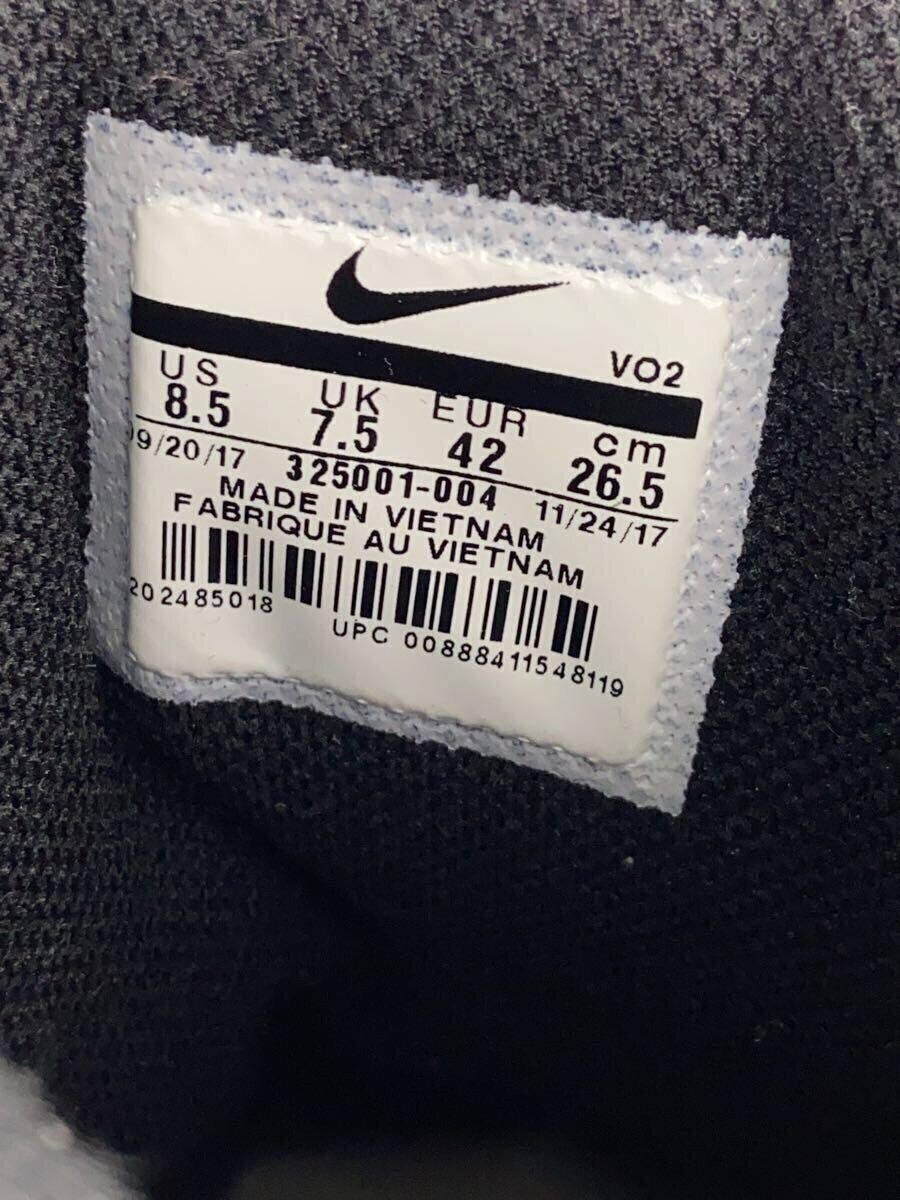 VO2
US UK EUR cm
8.5 7.5 42 26.5
09/20/17 325001-004 11/24/17
MADE IN VIETNAM
FABRIQUE AU VIETNAM
202485018
UPC 00888411548119